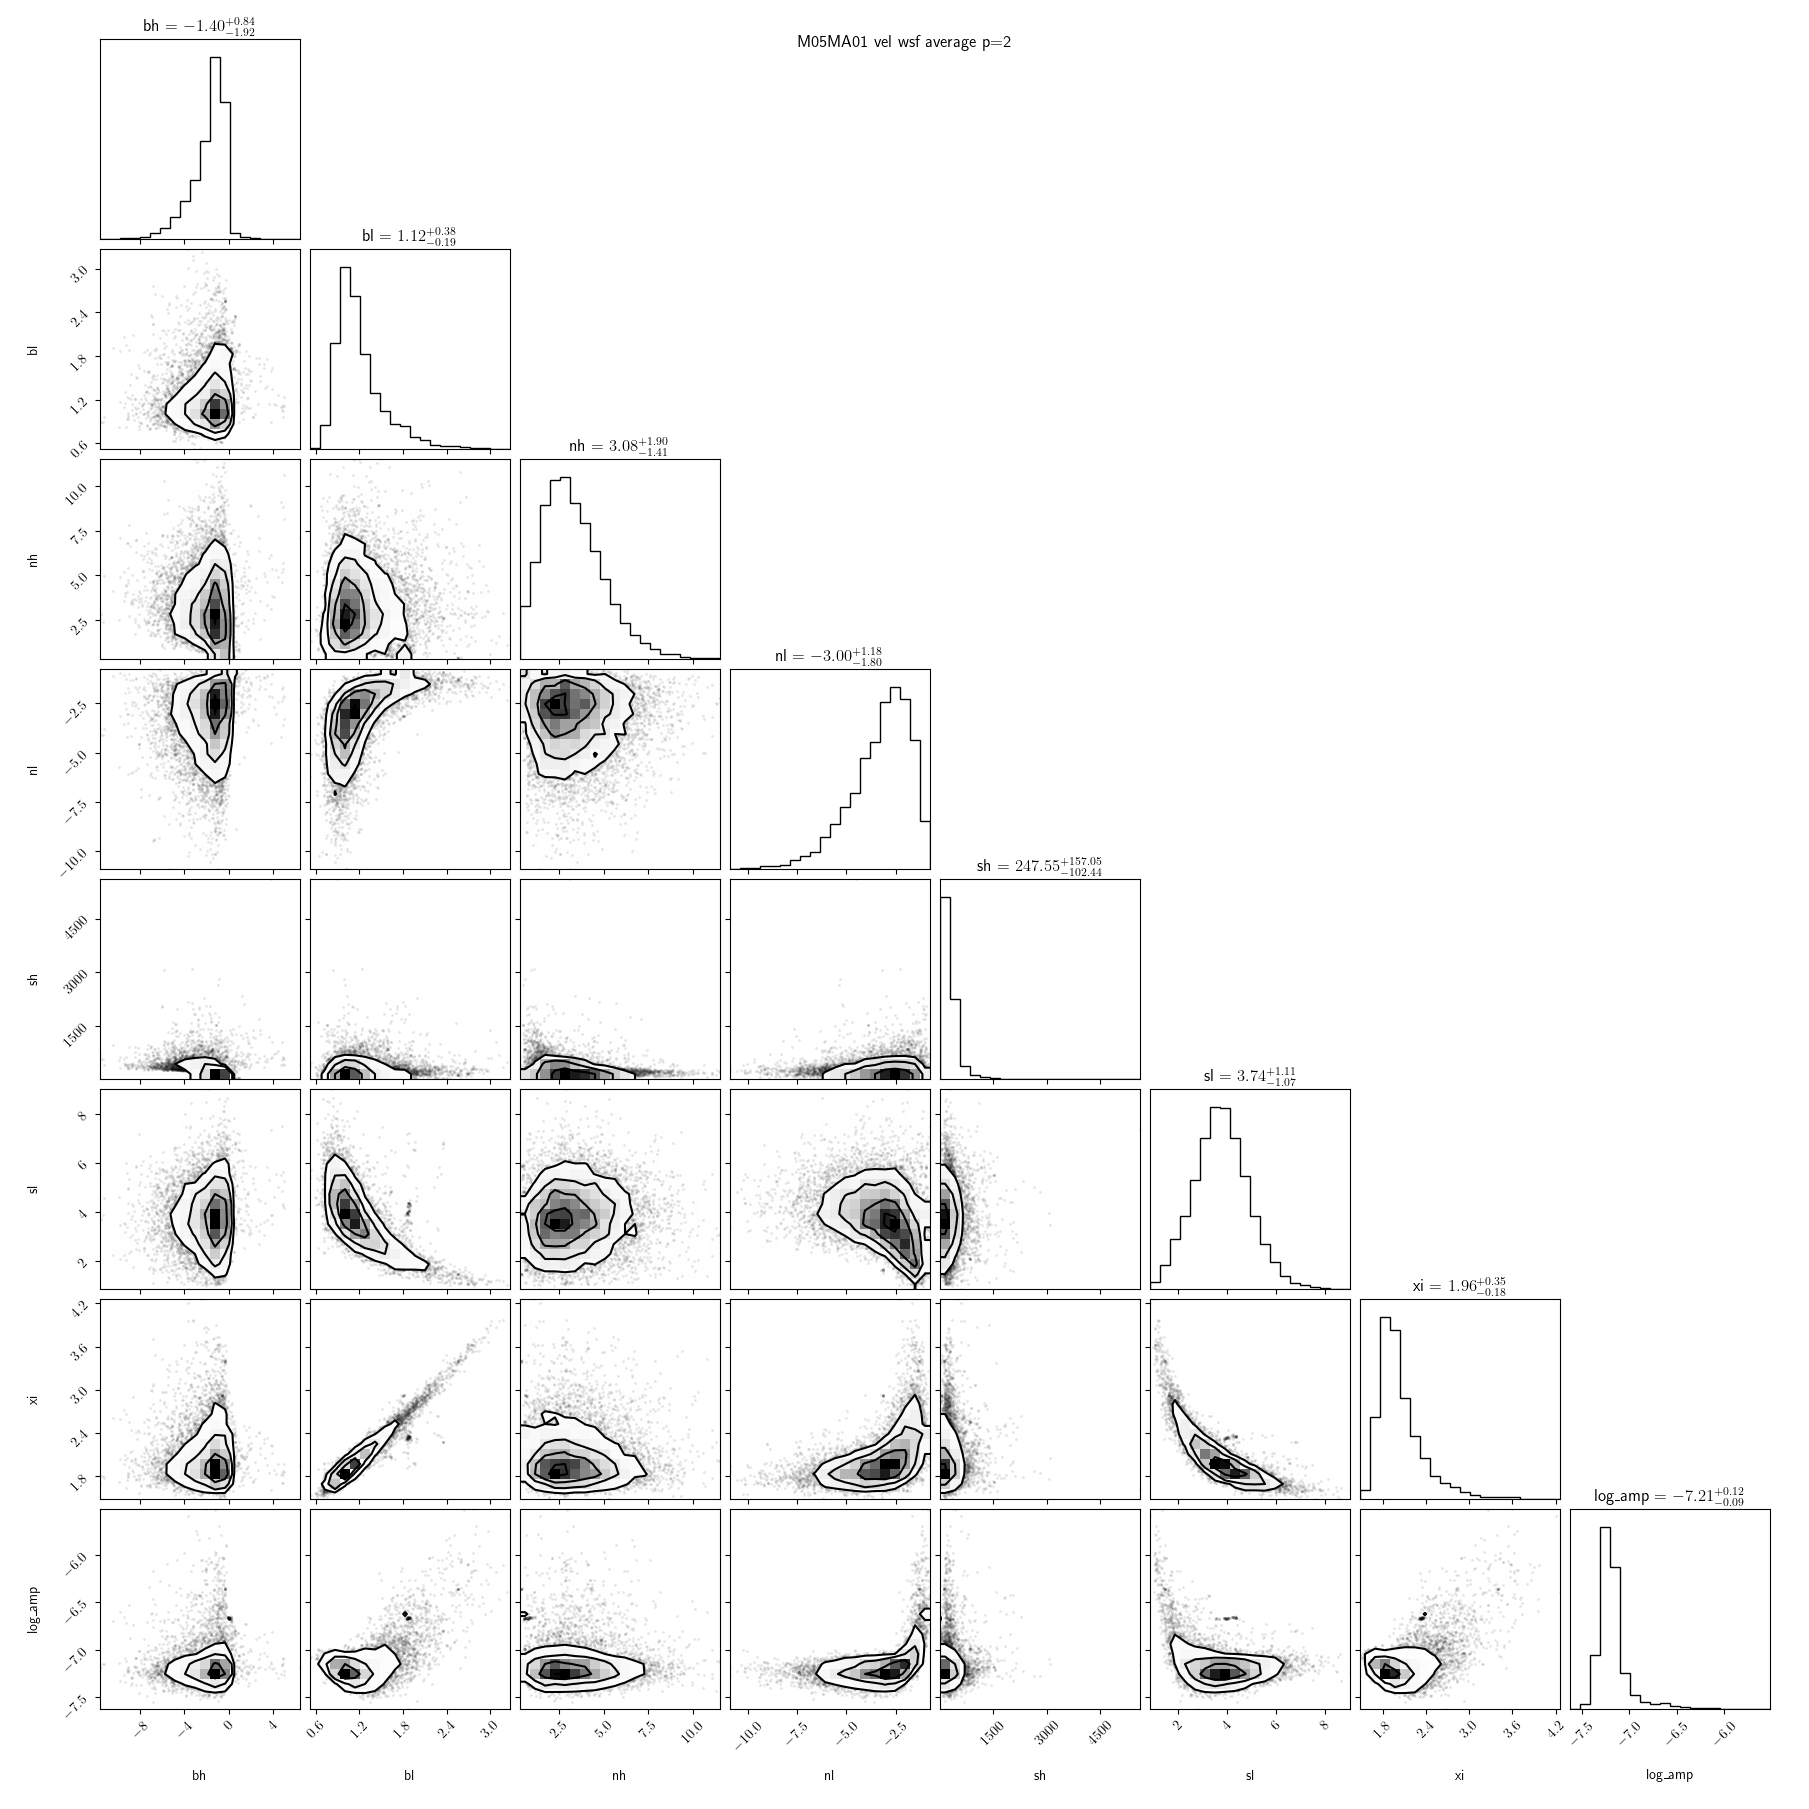 bh = −1.40+0.84−1.92
M05MA01 vel wsf average p=2
bl = 1.12+0.38−0.19
3.0
2.4
1.8
1.2
0.6
bl
nh = 3.08+1.90−1.41
10.0
7.5
5.0
2.5
nh
nl = −3.00+1.18−1.80
−2.5
−5.0
−7.5
−10.0
nl
sh = 247.55+157.05−102.44
4500
3000
1500
sh
sl = 3.74+1.11−1.07
8
6
4
2
sl
xi = 1.96+0.35−0.18
4.2
3.6
3.0
2.4
1.8
xi
log_amp = −7.21+0.12−0.09
−6.0
−6.5
−7.0
−7.5
log_amp
−8 −4 0 4 0.6 1.2 1.8 2.4 3.0 2.5 5.0 7.5 10.0 −10.0 −7.5 −5.0 −2.5 1500 3000 4500 2 4 6 8 1.8 2.4 3.0 3.6 4.2 −7.5 −7.0 −6.5 −6.0
bh bl nh nl sh sl xi log_amp